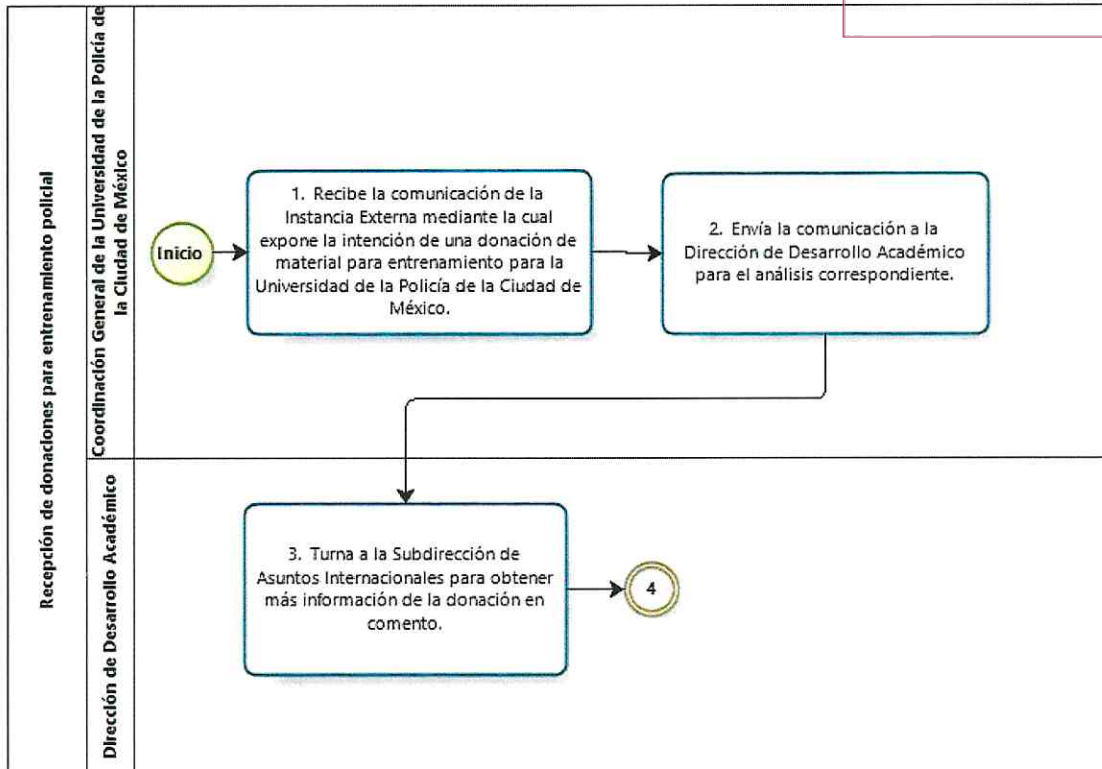 Recepción de donaciones para entrenamiento policial
Coordinación General de la Universidad de la Policía de
la Ciudad de México
Inicio
1. Recibe la comunicación de la
Instancia Externa mediante la cual
expone la intención de una donación de
material para entrenamiento para la
Universidad de la Policía de la Ciudad de
México.
2. Envía la comunicación a la
Dirección de Desarrollo Académico
para el análisis correspondiente.
Dirección de Desarrollo Académico
3. Turna a la Subdirección de
Asuntos Internacionales para obtener
más información de la donación en
comento.
4